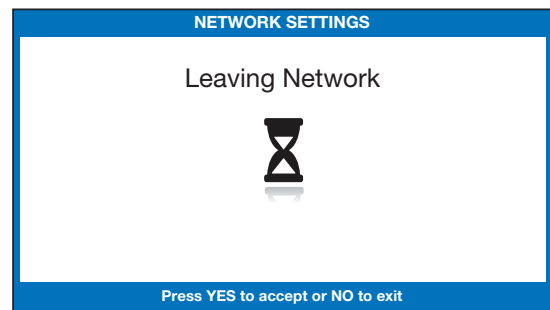 NETWORK SETTINGS
Leaving Network
Press YES to accept or NO to exit